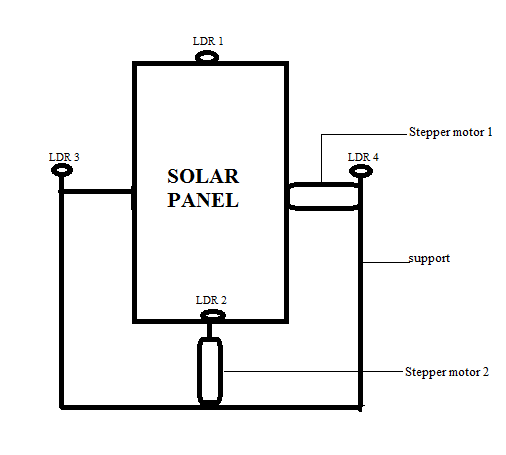 LDR 1
Stepper motor 1
LDR 3
LDR 4
SOLAR
PANEL
support
LDR 2
Stepper motor 2